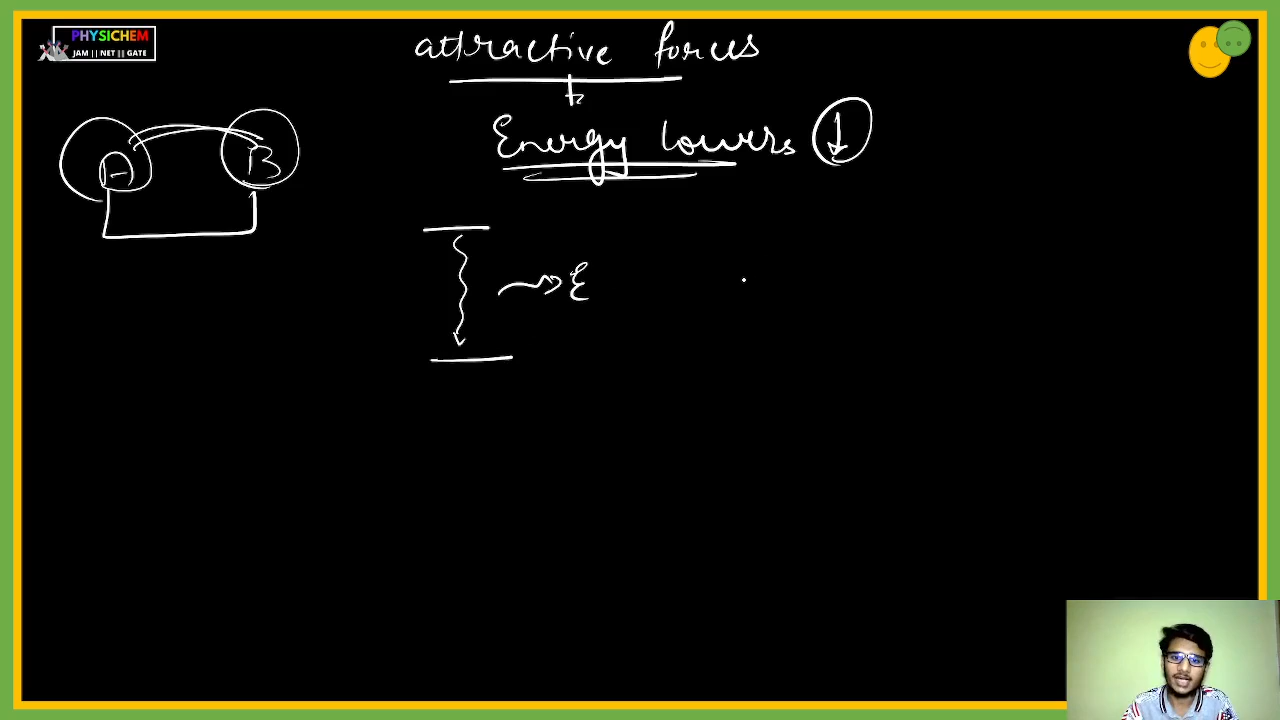 PHYSICHEM
JAM || NET || GATE
attractive forces
Energy lowers ↓
A B
E